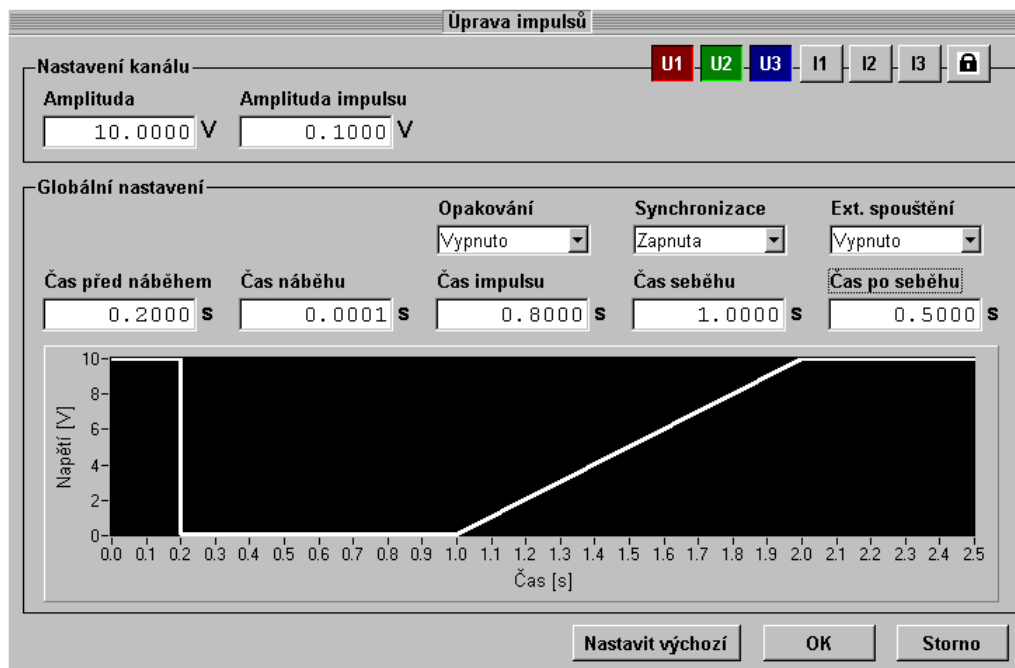 Úprava impulsů
U1 U2 U3 I1 I2 I3
Nastavení kanálu
Amplituda Amplituda impulsu
10.0000 V 0.1000 V
Globální nastavení
Opakování Synchronizace Ext. spouštění
Vypnuto Zapnuta Vypnuto
Čas před náběhem Čas náběhu Čas impulsu Čas seběhu Čas po seběhu
0.2000 s 0.0001 s 0.8000 s 1.0000 s 0.5000 s
10
8
6
4
2
0
Napětí [V]
0.0 0.1 0.2 0.3 0.4 0.5 0.6 0.7 0.8 0.9 1.0 1.1 1.2 1.3 1.4 1.5 1.6 1.7 1.8 1.9 2.0 2.1 2.2 2.3 2.4 2.5
Čas [s]
Nastavit výchozí OK Storno